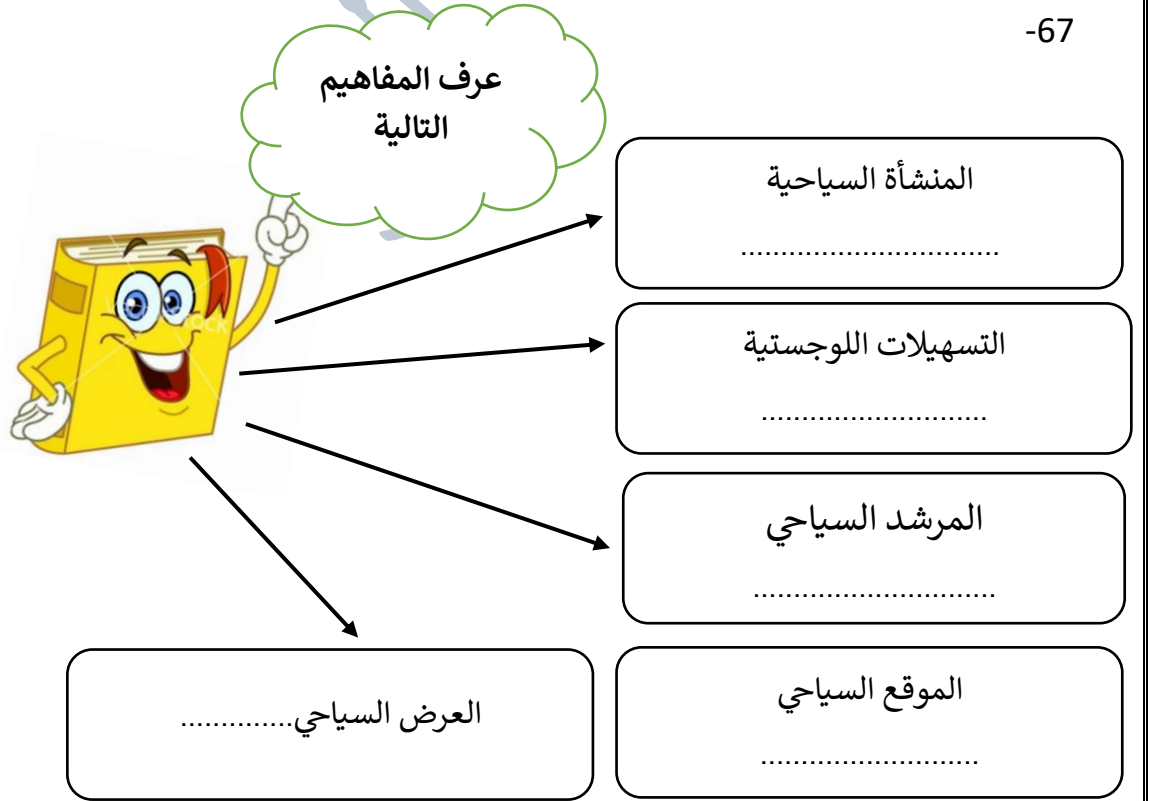 -67
عرف المفاهيم
التالية
المنشأة السياحية
................................
التسهيلات اللوجستية
............................
المرشد السياحي
..............................
الموقع السياحي
...........................
العرض السياحي..............